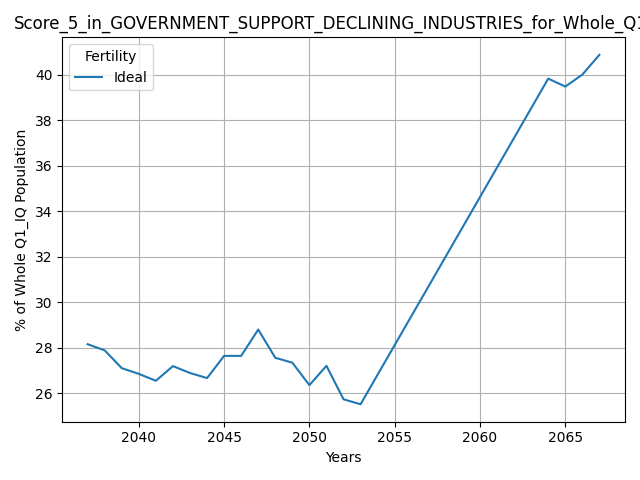 Score_5_in_GOVERNMENT_SUPPORT_DECLINING_INDUSTRIES_for_Whole_Q1
% of Whole Q1_IQ Population
40
38
36
34
32
30
28
26
Fertility
Ideal
2040 2045 2050 2055 2060 2065
Years